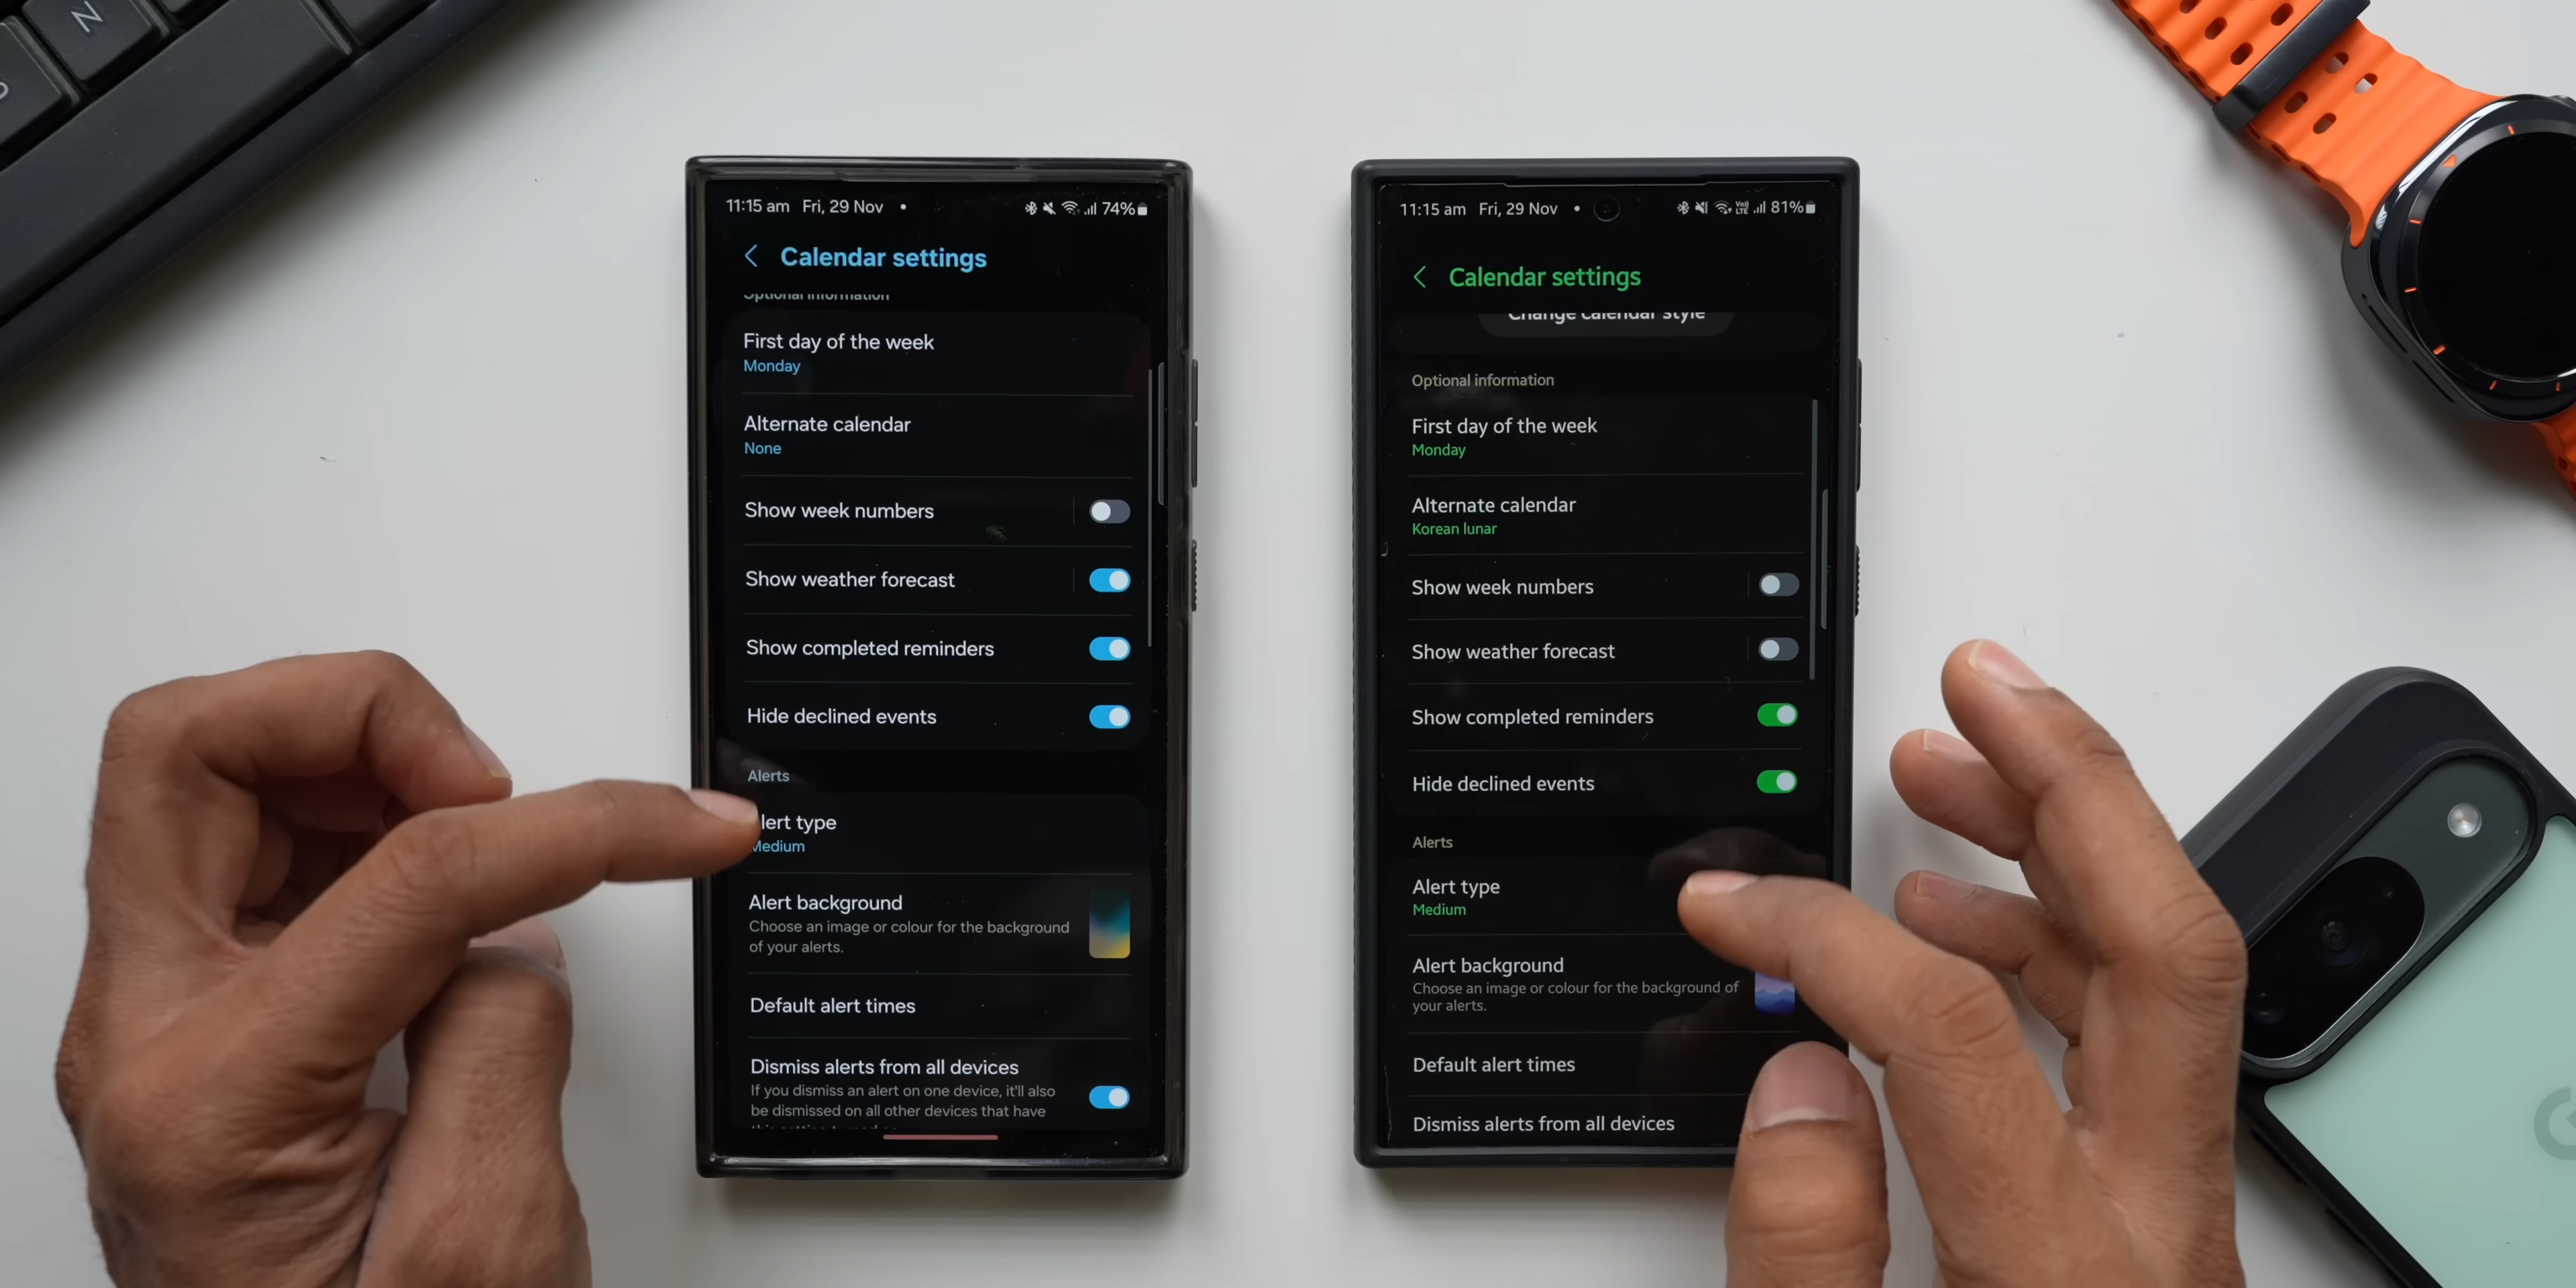 N
11:15 am Fri, 29 Nov
74%
Calendar settings
Optional information
First day of the week
Monday
Alternate calendar
None
Show week numbers
Show weather forecast
Show completed reminders
Hide declined events
Alerts
lert type
Medium
Alert background
Choose an image or colour for the background
of your alerts.
Default alert times
Dismiss alerts from all devices
If you dismiss an alert on one device, it'll also
be dismissed on all other devices that have
11:15 am Fri, 29 Nov
81%
Calendar settings
Change calendar style
Optional information
First day of the week
Monday
Alternate calendar
Korean lunar
Show week numbers
Show weather forecast
Show completed reminders
Hide declined events
Alerts
Alert type
Medium
Alert background
Choose an image or colour for the background of
your alerts.
Default alert times
Dismiss alerts from all devices